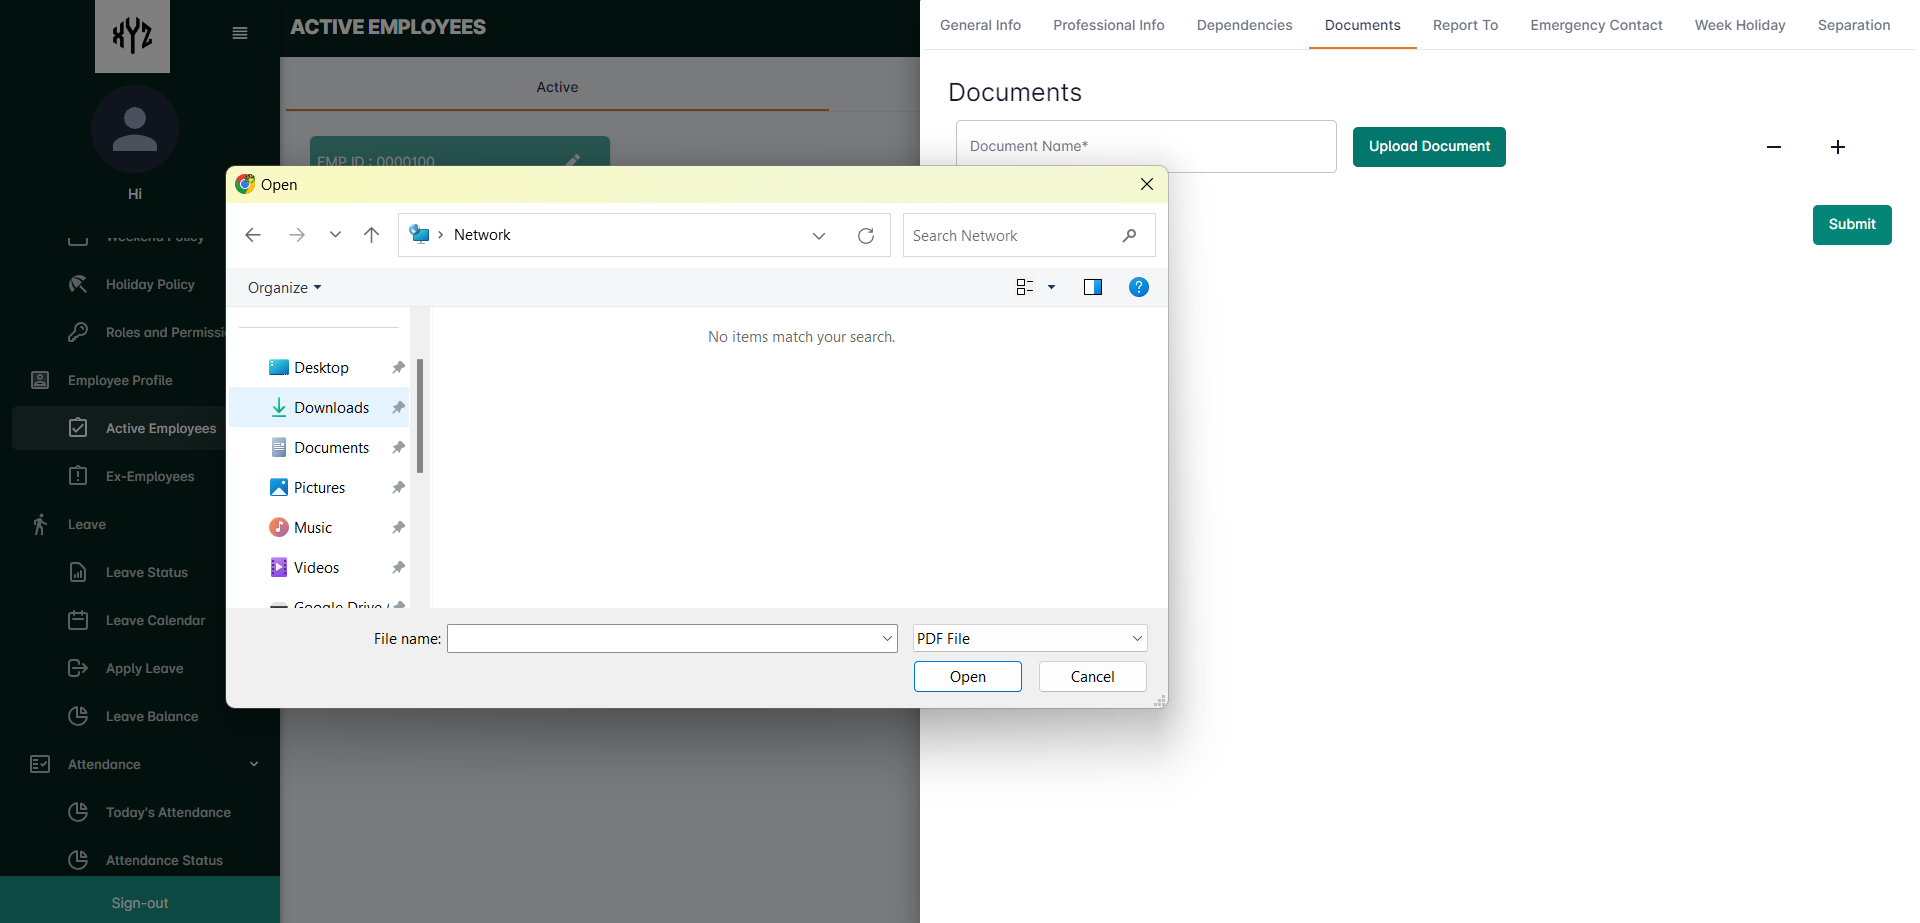 XYZ
ACTIVE EMPLOYEES
General Info
Professional Info
Dependencies
Documents
Report To
Emergency Contact
Week Holiday
Separation
Active
Documents
Document Name*
Upload Document
Submit
EMP ID : 0000100
Hi
Weekend Policy
Holiday Policy
Roles and Permissi
Employee Profile
Active Employees
Ex-Employees
Leave
Leave Status
Leave Calendar
Apply Leave
Leave Balance
Attendance
Today's Attendance
Attendance Status
Sign-out
Open
Network
Search Network
Organize
No items match your search.
Desktop
Downloads
Documents
Pictures
Music
Videos
Google Drive (
File name:
PDF File
Open
Cancel